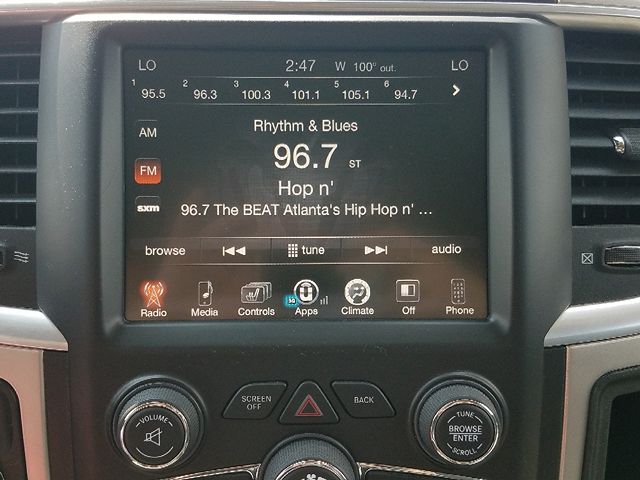 LO 2:47 W 100° out. LO
1 95.5 2 96.3 3 100.3 4 101.1 5 105.1 6 94.7
AM
Rhythm & Blues
FM
96.7 ST
Hop n'
sxm
96.7 The BEAT Atlanta's Hip Hop n' ...
browse tune audio
Radio Media Controls Apps Climate Off Phone
VOLUME
SCREEN OFF
BACK
TUNE
BROWSE
ENTER
SCROLL